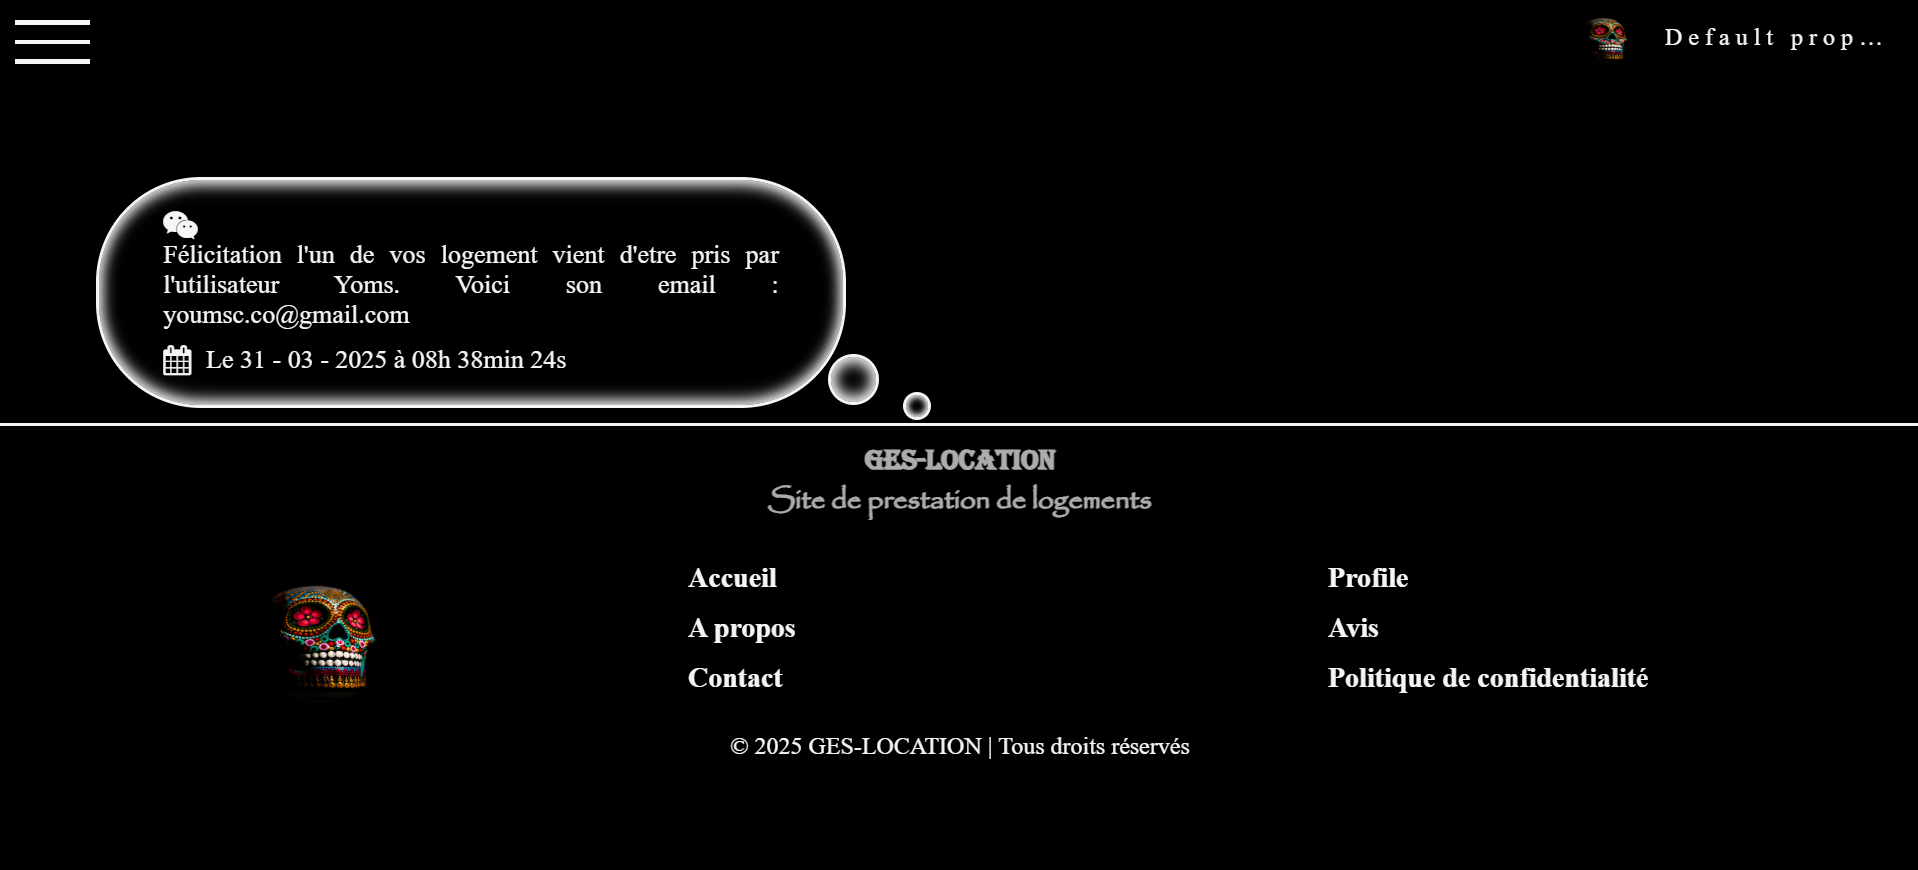 Default prop...
Félicitation l'un de vos logement vient d'etre pris par
l'utilisateur Yoms. Voici son email :
youmsc.co@gmail.com
Le 31 - 03 - 2025 à 08h 38min 24s
GES-LOCATION
Site de prestation de logements
Accueil
Profile
A propos
Avis
Contact
Politique de confidentialité
© 2025 GES-LOCATION | Tous droits réservés